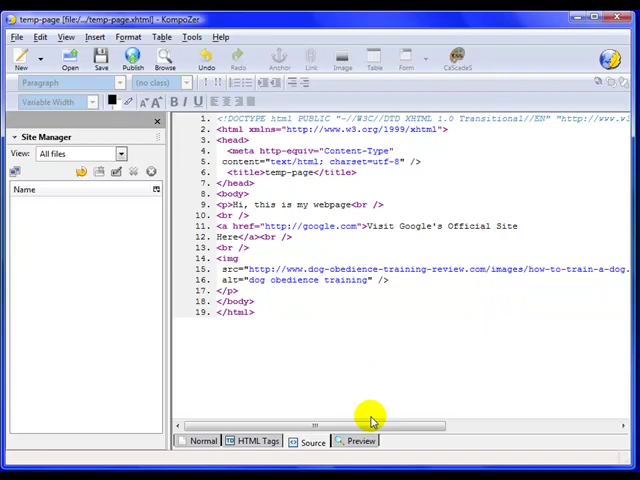 temp-page [file:/../temp-page.xhtml] - KompoZer
File Edit View Insert Format Table Tools Help
New Open Save Publish Browse Undo Redo Anchor Link Image Table Form CaScadeS
Paragraph (no class)
Variable Width
B I U
Site Manager
View: All files
Name
1. <!DOCTYPE html PUBLIC "-//W3C//DTD XHTML 1.0 Transitional//EN" "http://www.w3
2. <html xmlns="http://www.w3.org/1999/xhtml">
3. <head>
4. <meta http-equiv="Content-Type"
5. content="text/html; charset=utf-8" />
6. <title>temp-page</title>
7. </head>
8. <body>
9. <p>Hi, this is my webpage<br />
10. <br />
11. <a href="http://google.com">Visit Google's Official Site
12. Here</a><br />
13. <br />
14. <img
15. src="http://www.dog-obedience-training-review.com/images/how-to-train-a-dog.
16. alt="dog obedience training" />
17. </p>
18. </body>
19. </html>
Normal HTML Tags Source Preview